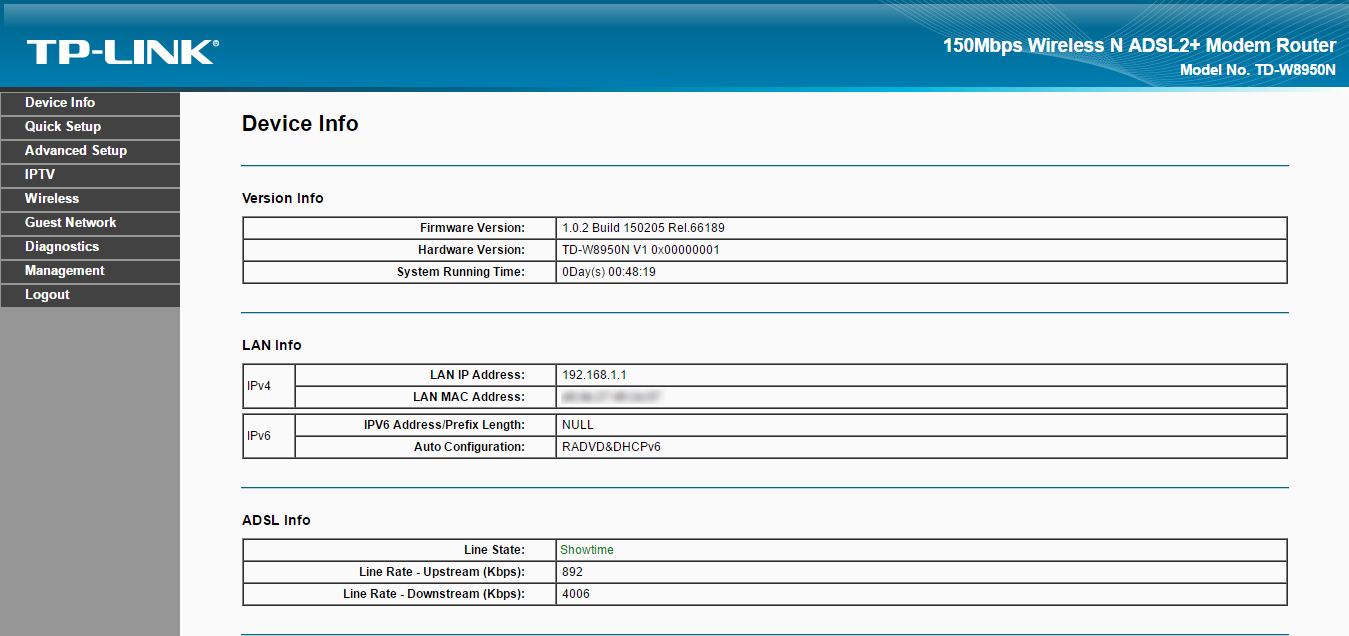 TP-LINK®
150Mbps Wireless N ADSL2+ Modem Router
Model No. TD-W8950N
Device Info
Quick Setup
Advanced Setup
IPTV
Wireless
Guest Network
Diagnostics
Management
Logout
Device Info
Version Info
Firmware Version: 1.0.2 Build 150205 Rel.66189
Hardware Version: TD-W8950N V1 0x00000001
System Running Time: 0Day(s) 00:48:19
LAN Info
IPv4
LAN IP Address: 192.168.1.1
LAN MAC Address:
IPv6
IPV6 Address/Prefix Length: NULL
Auto Configuration: RADVD&DHCPv6
ADSL Info
Line State: Showtime
Line Rate - Upstream (Kbps): 892
Line Rate - Downstream (Kbps): 4006